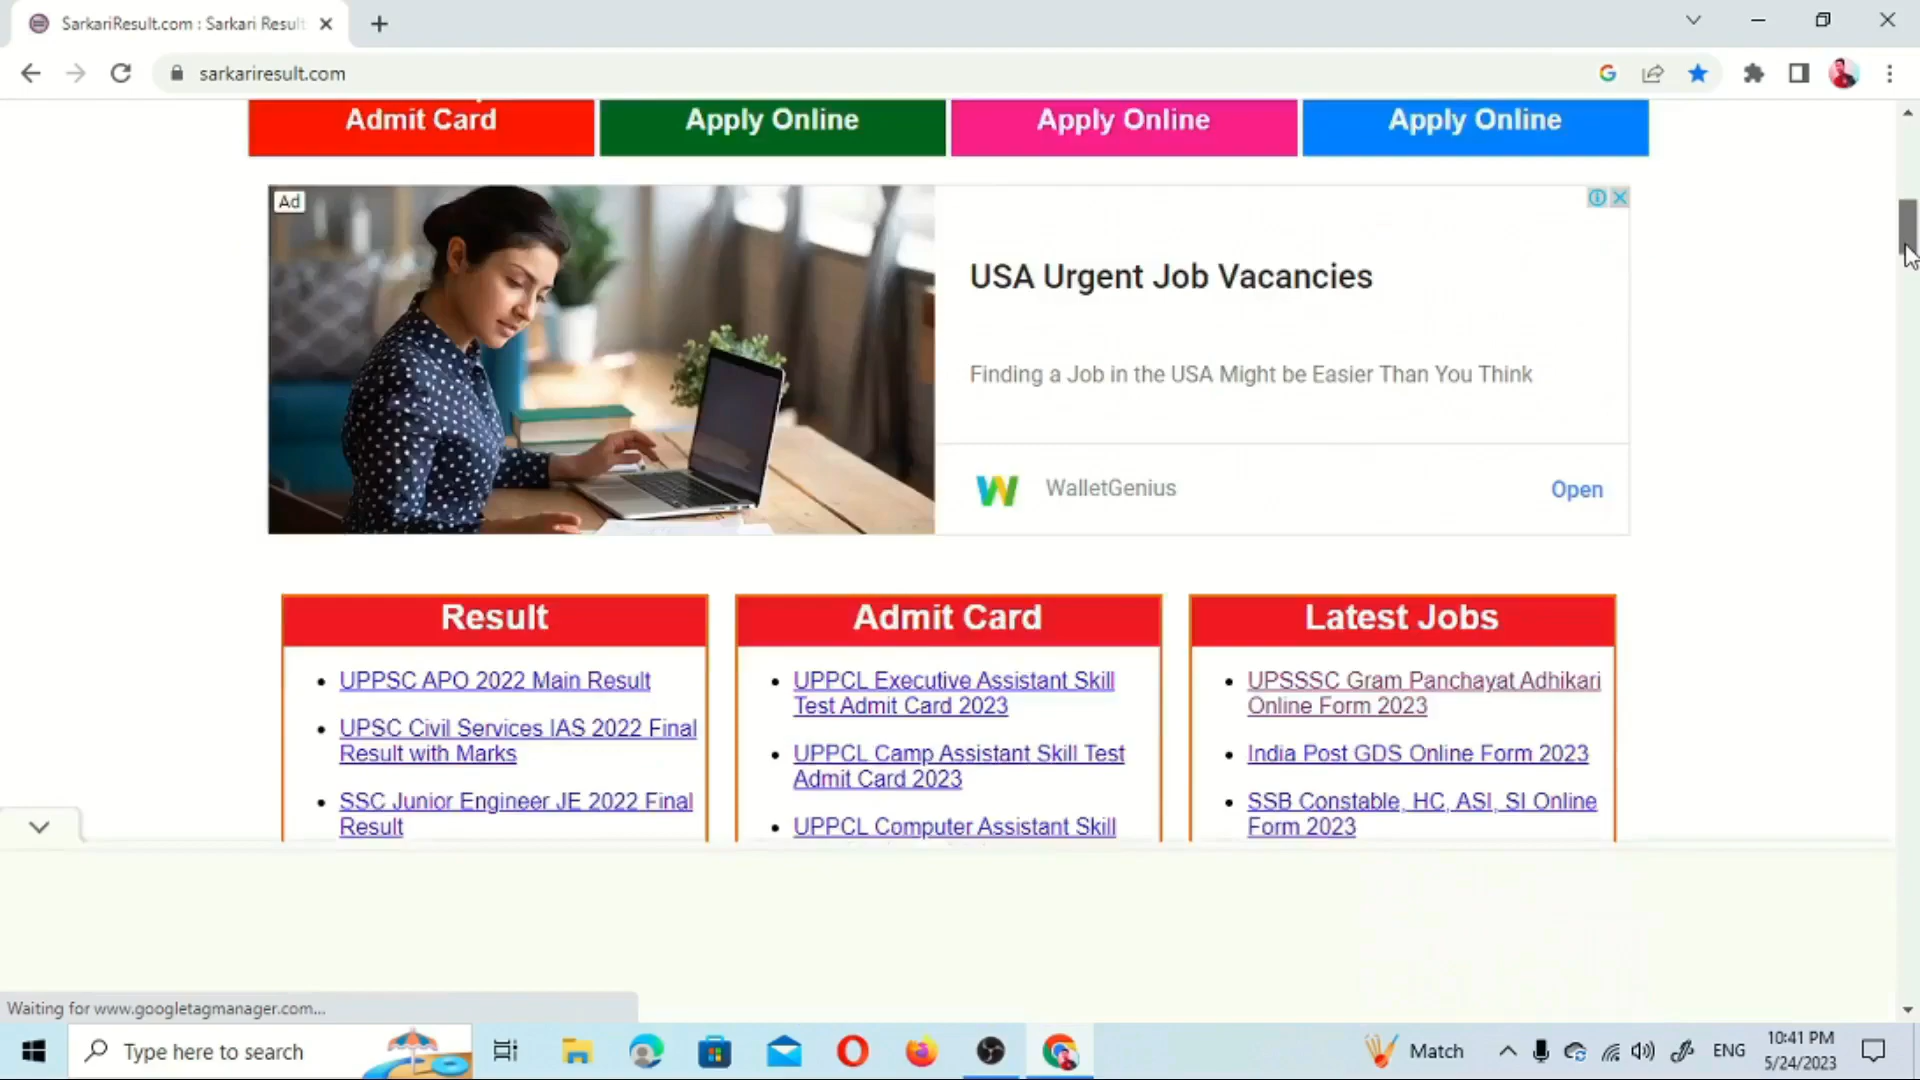 SarkariResult.com : Sarkari Result
sarkariresult.com
Admit Card
Apply Online
Apply Online
Apply Online
Ad
USA Urgent Job Vacancies
Finding a Job in the USA Might be Easier Than You Think
WalletGenius
Open
Result
UPPSC APO 2022 Main Result
UPSC Civil Services IAS 2022 Final
Result with Marks
SSC Junior Engineer JE 2022 Final
Result
Admit Card
UPPCL Executive Assistant Skill
Test Admit Card 2023
UPPCL Camp Assistant Skill Test
Admit Card 2023
UPPCL Computer Assistant Skill
Latest Jobs
UPSSSC Gram Panchayat Adhikari
Online Form 2023
India Post GDS Online Form 2023
SSB Constable, HC, ASI, SI Online
Form 2023
Waiting for www.googletagmanager.com...
Type here to search
Match
ENG
10:41 PM
5/24/2023